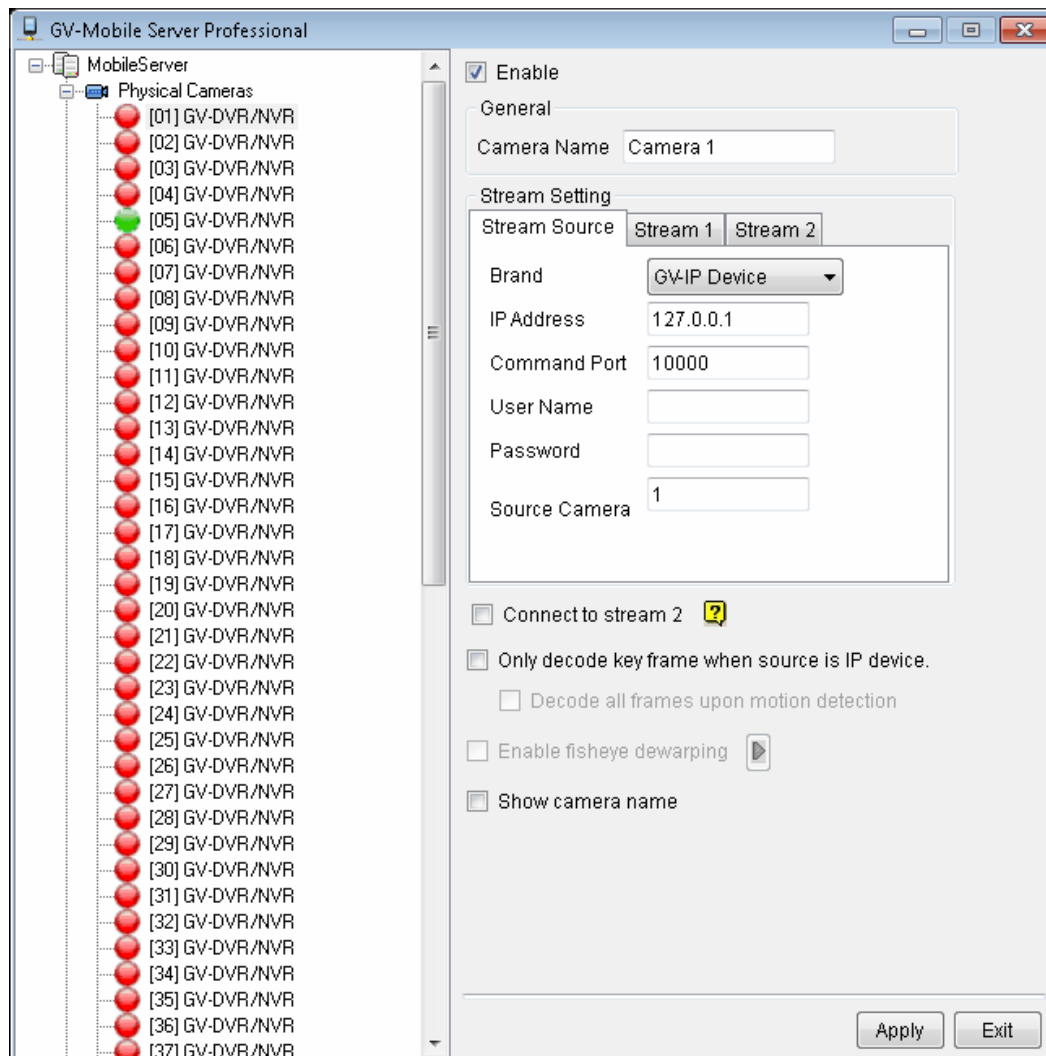 GV-Mobile Server Professional
MobileServer
Physical Cameras
[01] GV-DVR/NVR
[02] GV-DVR/NVR
[03] GV-DVR/NVR
[04] GV-DVR/NVR
[05] GV-DVR/NVR
[06] GV-DVR/NVR
[07] GV-DVR/NVR
[08] GV-DVR/NVR
[09] GV-DVR/NVR
[10] GV-DVR/NVR
[11] GV-DVR/NVR
[12] GV-DVR/NVR
[13] GV-DVR/NVR
[14] GV-DVR/NVR
[15] GV-DVR/NVR
[16] GV-DVR/NVR
[17] GV-DVR/NVR
[18] GV-DVR/NVR
[19] GV-DVR/NVR
[20] GV-DVR/NVR
[21] GV-DVR/NVR
[22] GV-DVR/NVR
[23] GV-DVR/NVR
[24] GV-DVR/NVR
[25] GV-DVR/NVR
[26] GV-DVR/NVR
[27] GV-DVR/NVR
[28] GV-DVR/NVR
[29] GV-DVR/NVR
[30] GV-DVR/NVR
[31] GV-DVR/NVR
[32] GV-DVR/NVR
[33] GV-DVR/NVR
[34] GV-DVR/NVR
[35] GV-DVR/NVR
[36] GV-DVR/NVR
[37] GV-DVR/NVR
Enable
General
Camera Name Camera 1
Stream Setting
Stream Source Stream 1 Stream 2
Brand GV-IP Device
IP Address 127.0.0.1
Command Port 10000
User Name
Password
Source Camera 1
Connect to stream 2 ?
Only decode key frame when source is IP device.
Decode all frames upon motion detection
Enable fisheye dewarping
Show camera name
Apply Exit